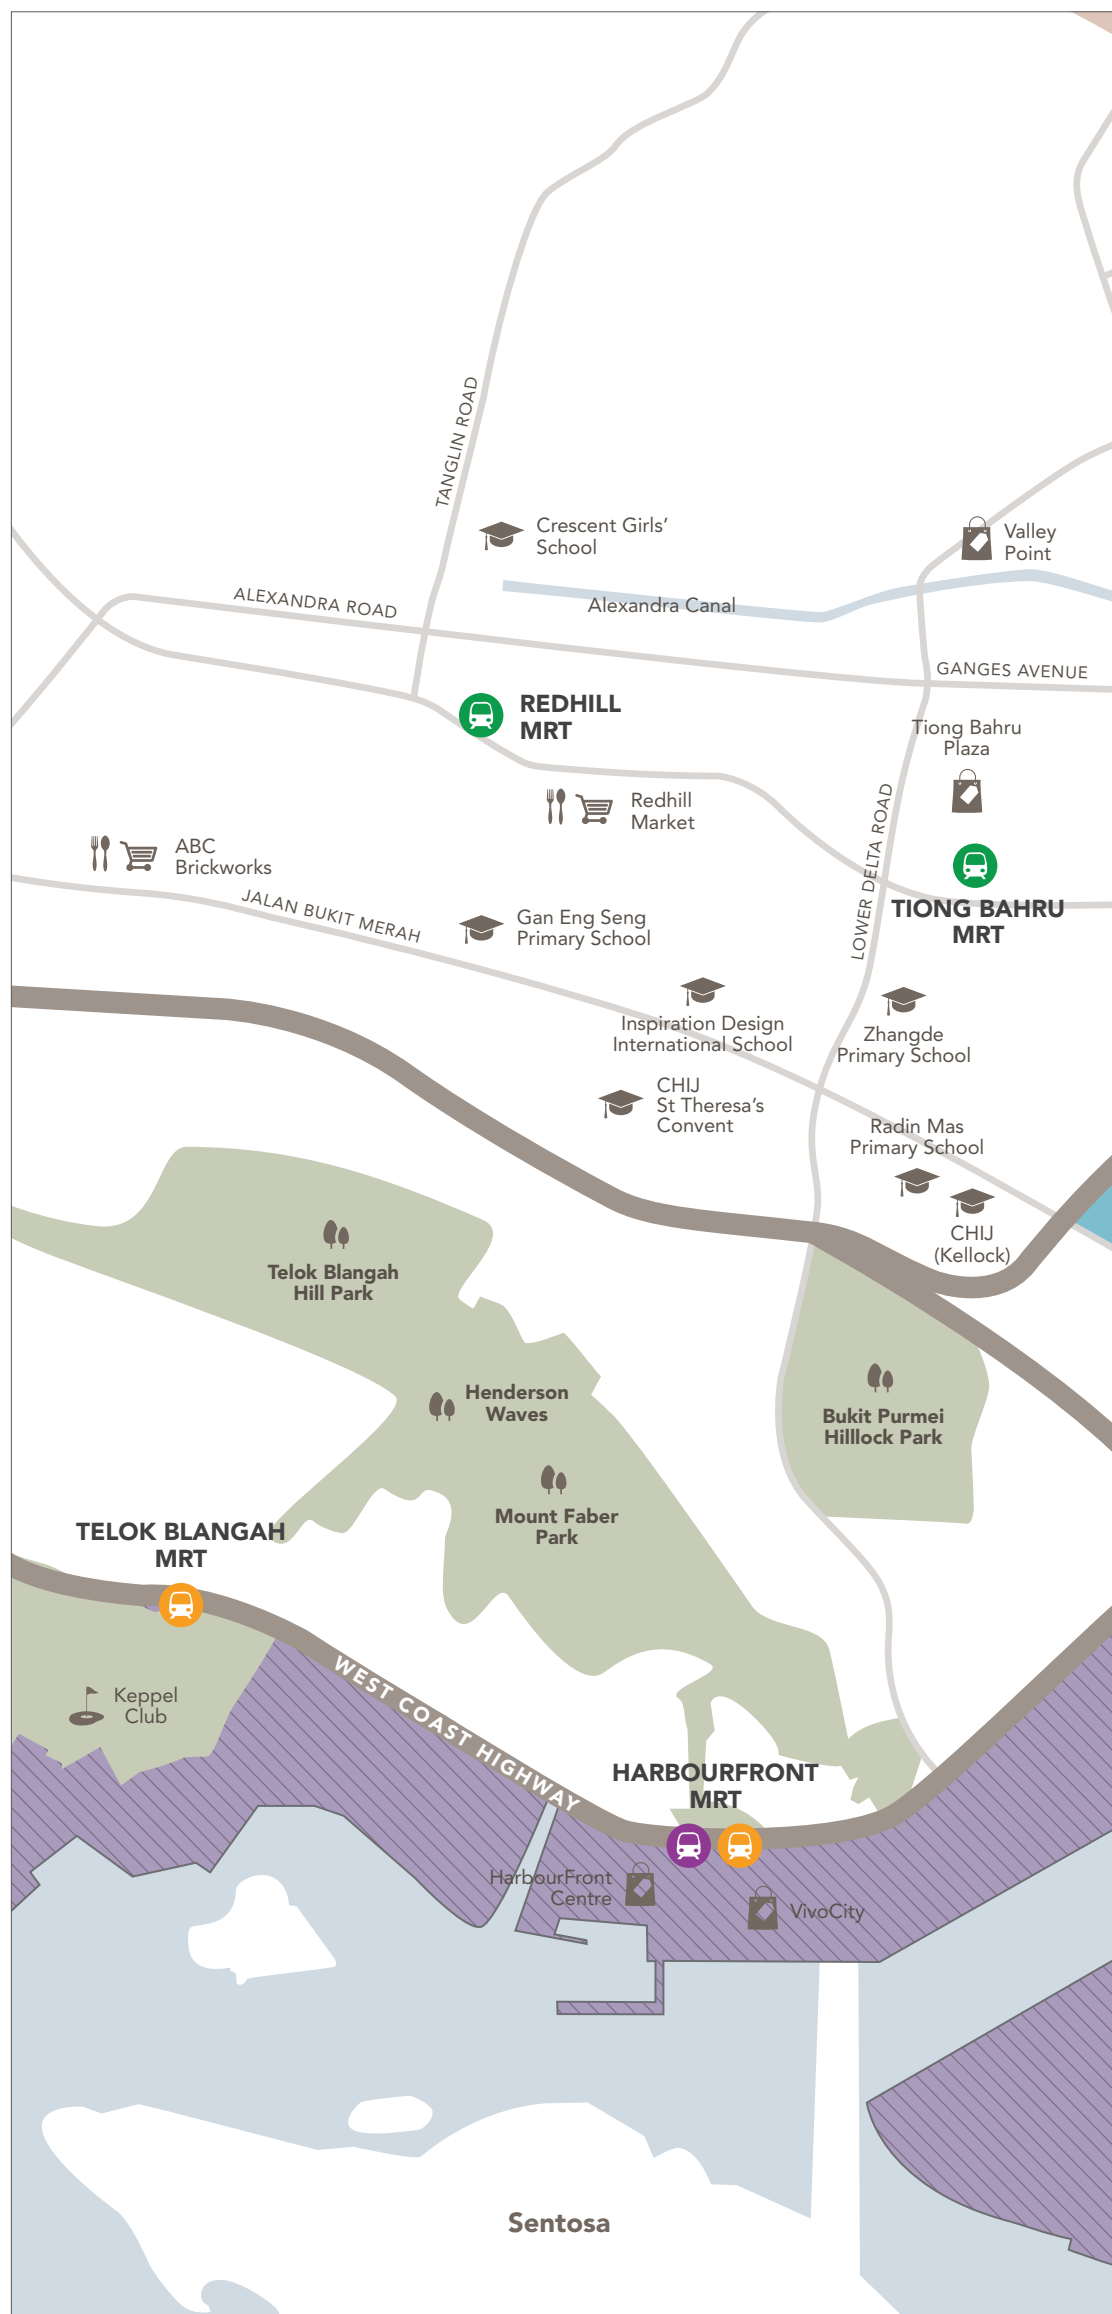 TANGLIN ROAD
Crescent Girls’
School
Valley
Point
ALEXANDRA ROAD
Alexandra Canal
GANGES AVENUE
REDHILL
MRT
Tiong Bahru
Plaza
Redhill
Market
ABC
Brickworks
LOWER DELTA ROAD
JALAN BUKIT MERAH
Gan Eng Seng
Primary School
TIONG BAHRU
MRT
Inspiration Design
International School
Zhangde
Primary School
CHIJ
St Theresa’s
Convent
Radin Mas
Primary School
CHIJ
(Kellock)
Telok Blangah
Hill Park
Henderson
Waves
Bukit Purmei
Hilllock Park
Mount Faber
Park
TELOK BLANGAH
MRT
Keppel
Club
WEST COAST HIGHWAY
HARBOURFRONT
MRT
HarbourFront
Centre
VivoCity
Sentosa